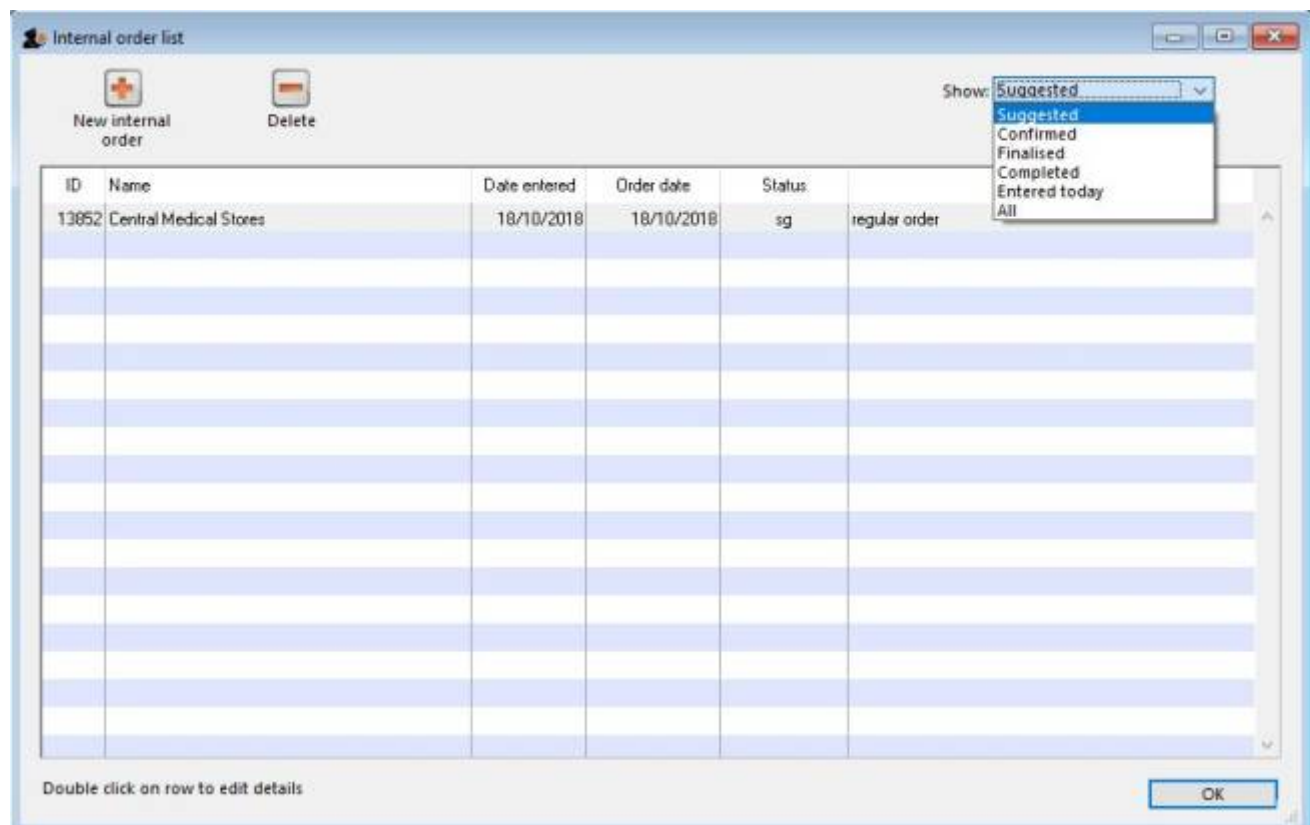 Internal order list
New internal
order
Delete
Show: Suggested
Suggested
Confirmed
Finalised
Completed
Entered today
All
ID Name Date entered Order date Status
13852 Central Medical Stores 18/10/2018 18/10/2018 sg regular order
Double click on row to edit details
OK